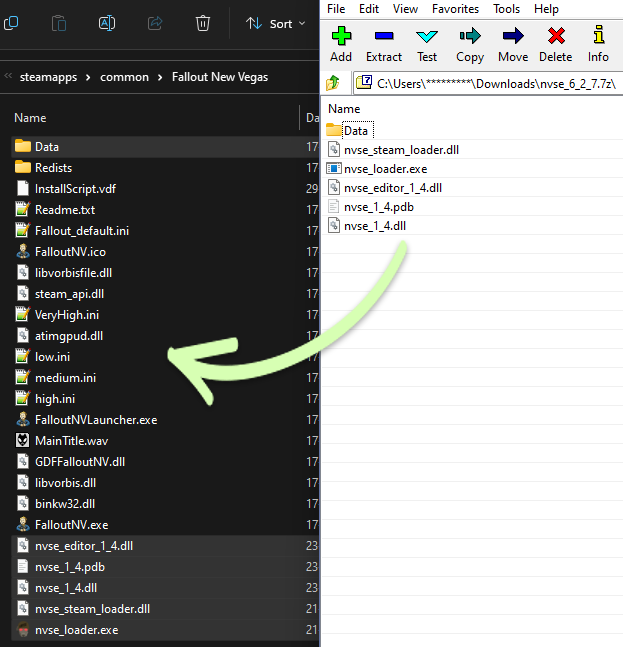 Sort
steamapps
common
Fallout New Vegas
Name
Da
Data
17
Redists
17
InstallScript.vdf
29
Readme.txt
17
Fallout_default.ini
17
FalloutNV.ico
17
libvorbisfile.dll
17
steam_api.dll
17
VeryHigh.ini
17
atimgpud.dll
17
low.ini
17
medium.ini
17
high.ini
17
FalloutNVLauncher.exe
17
MainTitle.wav
17
GDFFalloutNV.dll
17
libvorbis.dll
17
binkw32.dll
17
FalloutNV.exe
17
nvse_editor_1_4.dll
23
nvse_1_4.pdb
23
nvse_1_4.dll
23
nvse_steam_loader.dll
21
nvse_loader.exe
21
File Edit View Favorites Tools Help
Add Extract Test Copy Move Delete Info
C:\Users\*********\Downloads\nvse_6_2_7.7z\
Name
Data
nvse_steam_loader.dll
nvse_loader.exe
nvse_editor_1_4.dll
nvse_1_4.pdb
nvse_1_4.dll